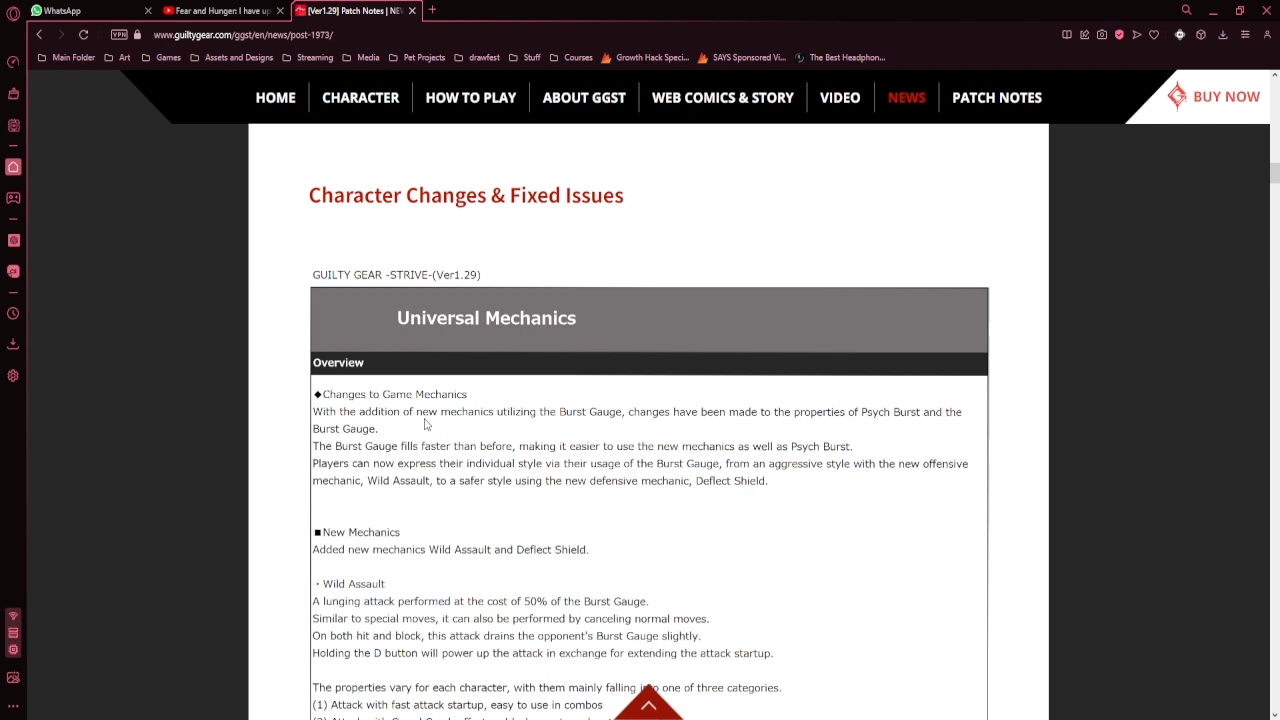 WhatsApp
Fear and Hunger: I have up
[Ver1.29] Patch Notes | NE
VPN
www.guiltygear.com/ggst/en/news/post-1973/
Main Folder
Art
Games
Assets and Designs
Streaming
Media
Pet Projects
drawfest
Stuff
Courses
Growth Hack Speci...
SAYS Sponsored Vi...
The Best Headphon...
HOME
CHARACTER
HOW TO PLAY
ABOUT GGST
WEB COMICS & STORY
VIDEO
NEWS
PATCH NOTES
BUY NOW
Character Changes & Fixed Issues
GUILTY GEAR -STRIVE-(Ver1.29)
Universal Mechanics
Overview
◆Changes to Game Mechanics
With the addition of new mechanics utilizing the Burst Gauge, changes have been made to the properties of Psych Burst and the
Burst Gauge.
The Burst Gauge fills faster than before, making it easier to use the new mechanics as well as Psych Burst.
Players can now express their individual style via their usage of the Burst Gauge, from an aggressive style with the new offensive
mechanic, Wild Assault, to a safer style using the new defensive mechanic, Deflect Shield.
■New Mechanics
Added new mechanics Wild Assault and Deflect Shield.
・Wild Assault
A lunging attack performed at the cost of 50% of the Burst Gauge.
Similar to special moves, it can also be performed by canceling normal moves.
On both hit and block, this attack drains the opponent's Burst Gauge slightly.
Holding the D button will power up the attack in exchange for extending the attack startup.
The properties vary for each character, with them mainly falling into one of three categories.
(1) Attack with fast attack startup, easy to use in combos